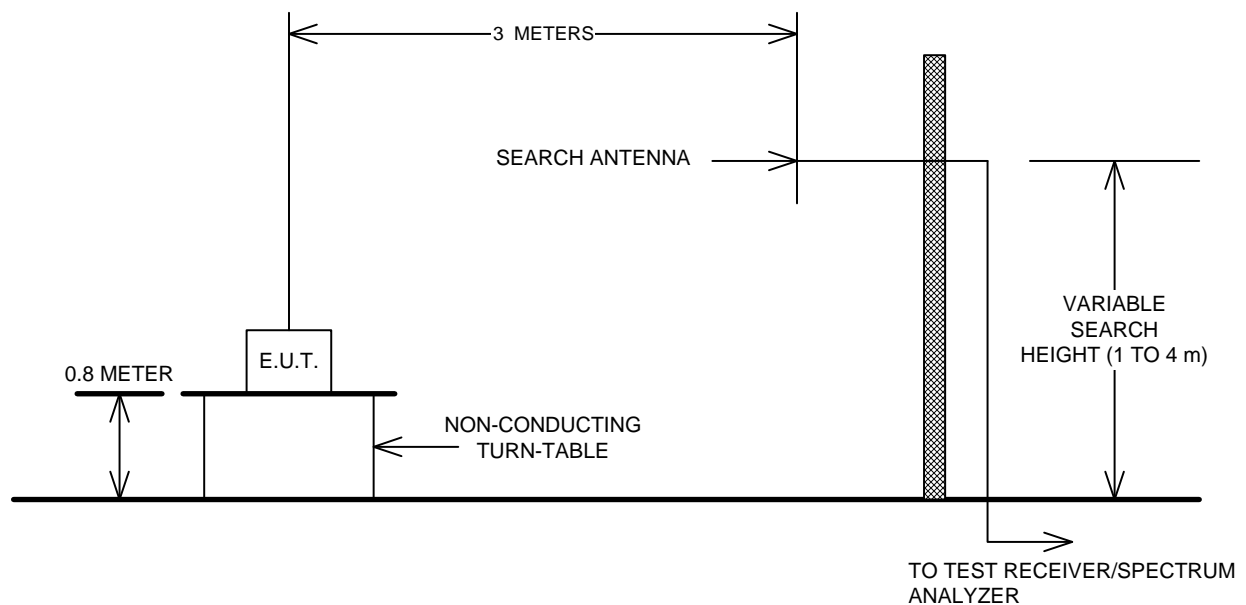 3 METERS
SEARCH ANTENNA
E.U.T.
0.8 METER
NON-CONDUCTING
TURN-TABLE
VARIABLE
SEARCH
HEIGHT (1 TO 4 m)
TO TEST RECEIVER/SPECTRUM
ANALYZER